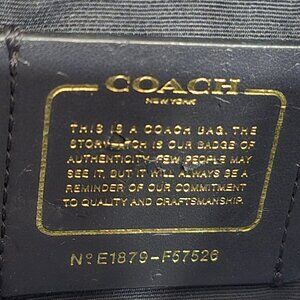 COACH
NEW YORK
THIS IS A COACH BAG. THE
STORYPATCH IS OUR BADGE OF
AUTHENTICITY. FEW PEOPLE MAY
SEE IT, BUT IT WILL ALWAYS BE A
REMINDER OF OUR COMMITMENT
TO QUALITY AND CRAFTSMANSHIP.
Nº E1879-F57526